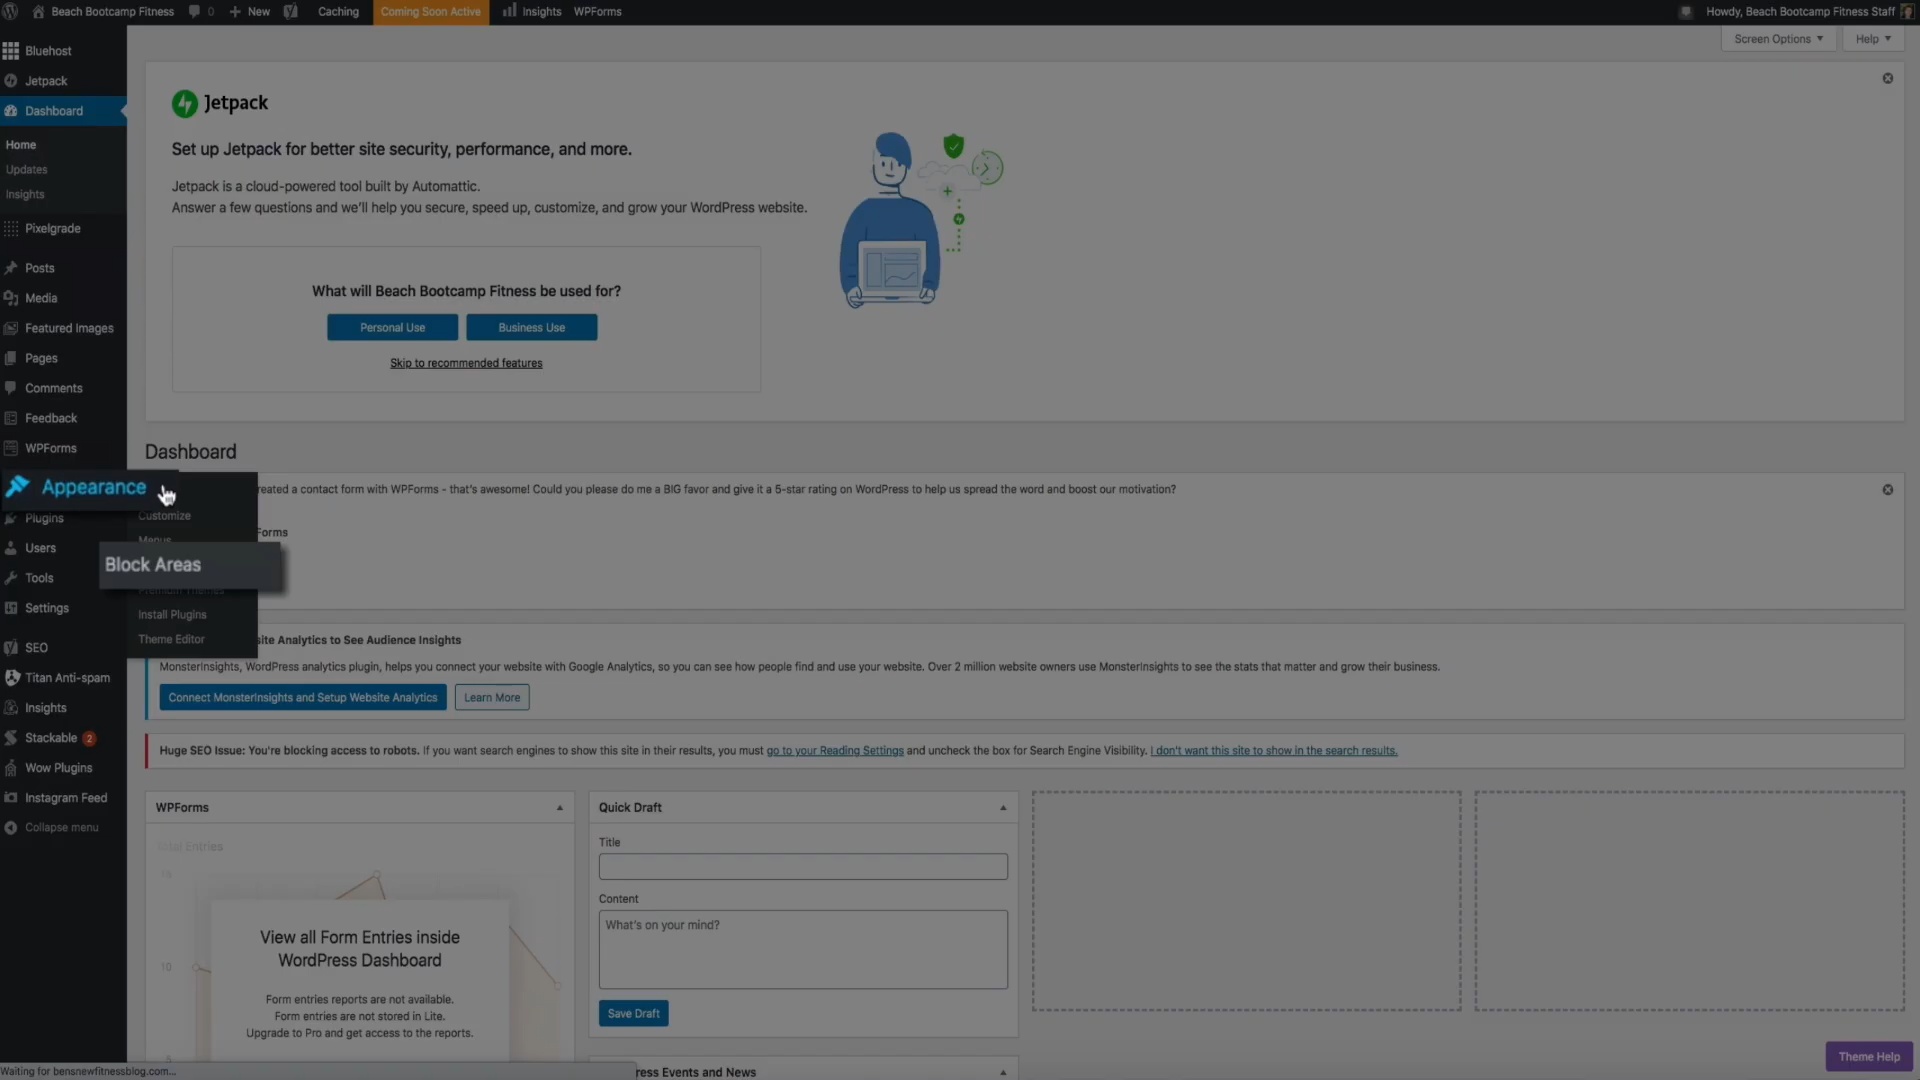 Beach Bootcamp Fitness 0 New Caching Coming Soon Active Insights WPForms Howdy, Beach Bootcamp Fitness Staff
Screen Options Help
Bluehost
Jetpack
Dashboard
Home
Updates
Insights
Pixelgrade
Posts
Media
Featured Images
Pages
Comments
Feedback
WPForms
Appearance
Customize
Menus
Block Areas
Premium Themes
Install Plugins
Theme Editor
Plugins
Users
Tools
Settings
SEO
Titan Anti-spam
Insights
Stackable 2
Wow Plugins
Instagram Feed
Collapse menu
Jetpack
Set up Jetpack for better site security, performance, and more.
Jetpack is a cloud-powered tool built by Automattic.
Answer a few questions and we'll help you secure, speed up, customize, and grow your WordPress website.
What will Beach Bootcamp Fitness be used for?
Personal Use Business Use
Skip to recommended features
Dashboard
reated a contact form with WPForms - that's awesome! Could you please do me a BIG favor and give it a 5-star rating on WordPress to help us spread the word and boost our motivation?
Forms
site Analytics to See Audience Insights
MonsterInsights, WordPress analytics plugin, helps you connect your website with Google Analytics, so you can see how people find and use your website. Over 2 million website owners use MonsterInsights to see the stats that matter and grow their business.
Connect MonsterInsights and Setup Website Analytics Learn More
Huge SEO Issue: You're blocking access to robots. If you want search engines to show this site in their results, you must go to your Reading Settings and uncheck the box for Search Engine Visibility. I don't want this site to show in the search results.
WPForms
Total Entries
10
View all Form Entries inside
WordPress Dashboard
Form entries reports are not available.
Form entries are not stored in Lite.
Upgrade to Pro and get access to the reports.
Quick Draft
Title
Content
What's on your mind?
Save Draft
ress Events and News
Theme Help
Waiting for bensnewfitnessblog.com...